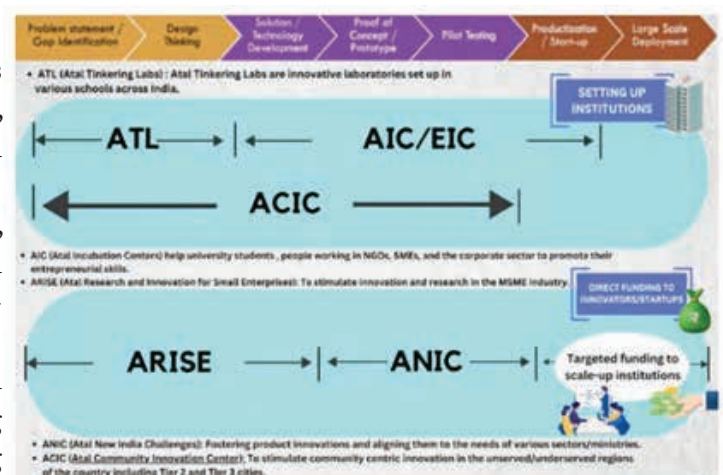 Problem statement /
Gap Identification
Design
Thinking
Solution /
Technology
Development
Proof of
Concept /
Prototype
Pilot Testing
Productization
/ Start-up
Large Scale
Deployment
• ATL (Atal Tinkering Labs) : Atal Tinkering Labs are innovative laboratories set up in
various schools across India.
SETTING UP
INSTITUTIONS
ATL
AIC/EIC
ACIC
• AIC (Atal Incubation Centers) help university students , people working in NGOs, SMEs, and the corporate sector to promote their
entrepreneurial skills.
• ARISE (Atal Research and Innovation for Small Enterprises): To stimulate innovation and research in the MSME industry.
DIRECT FUNDING TO
INNOVATORS/STARTUPS
ARISE
ANIC
Targeted funding to
scale-up institutions
• ANIC (Atal New India Challenges): Fostering product innovations and aligning them to the needs of various sectors/ministries.
• ACIC (Atal Community Innovation Center): To stimulate community centric innovation in the unserved/underserved regions
of the country including Tier 2 and Tier 3 cities.